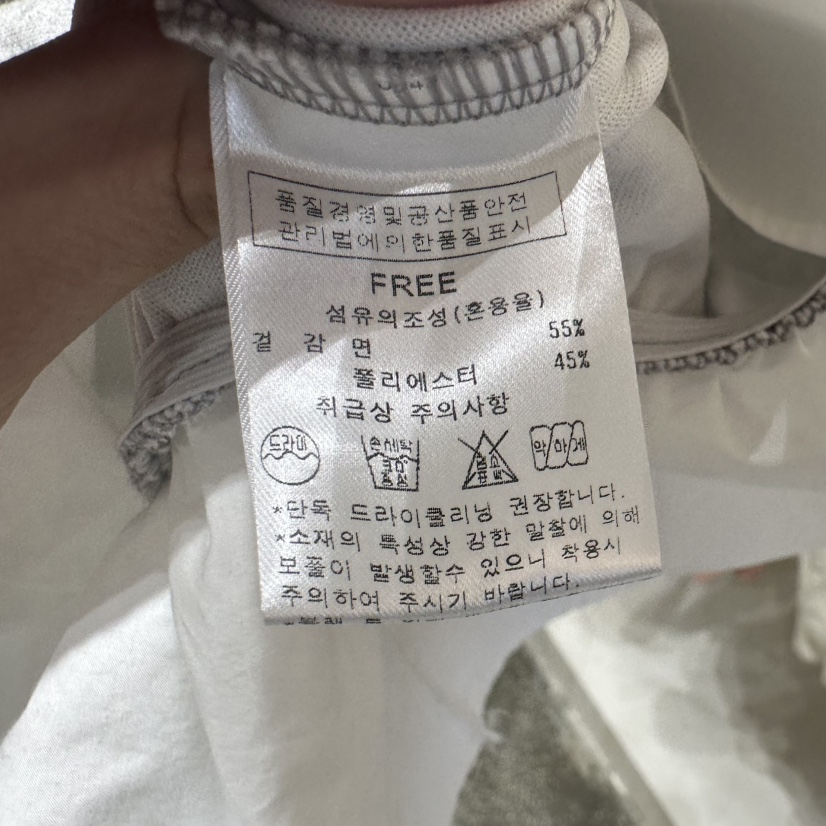 품질경영및공산품안전
관리법에의한품질표시
FREE
섬유의조성(혼용율)
겉 감 면 55%
폴리에스터 45%
취급상 주의사항
드라이
손세탁
약하게
*단독 드라이클리닝 권장합니다.
*소재의 특성상 강한 말찰에 의해
보풀이 발생할수 있으니 착용시
주의하여 주시기 바랍니다.